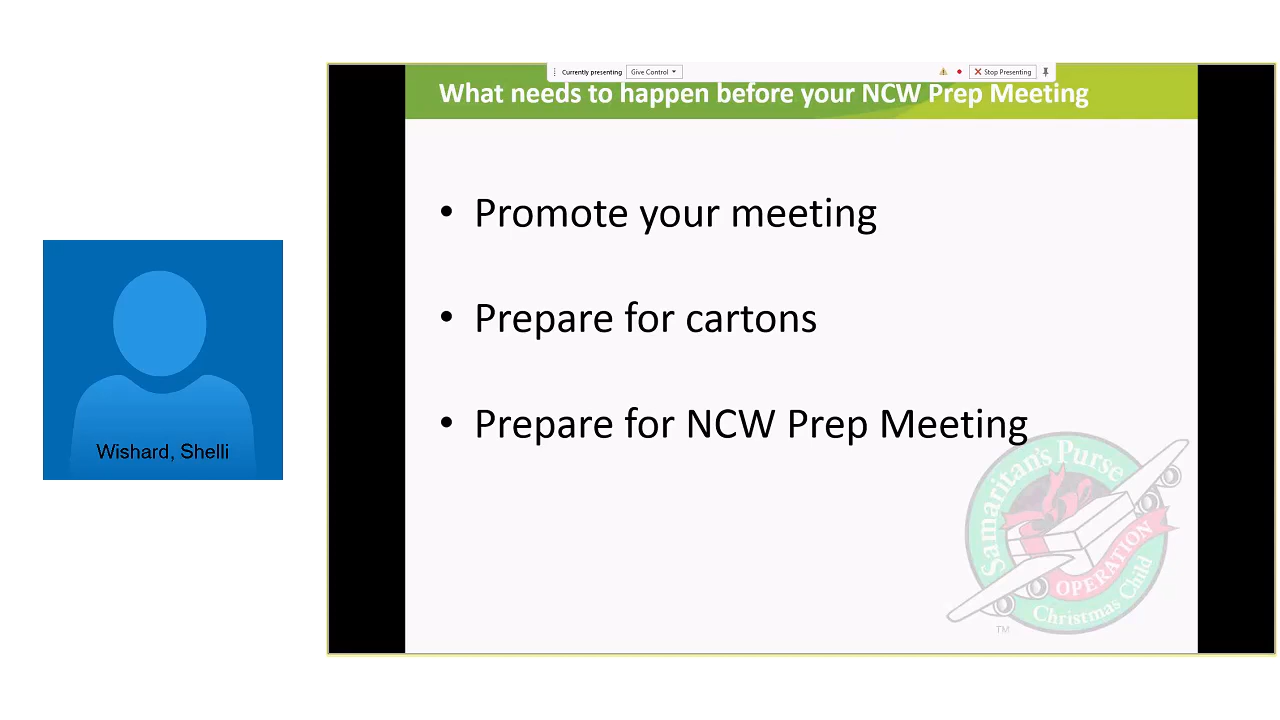 Currently presenting Give Control Stop Presenting
What needs to happen before your NCW Prep Meeting
• Promote your meeting
• Prepare for cartons
• Prepare for NCW Prep Meeting
Wishard, Shelli
Samaritan's Purse
OPERATION
Christmas Child
TM